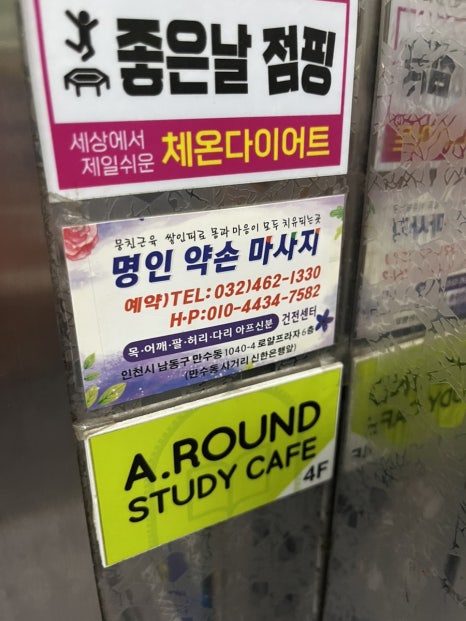 좋은날 점핑
세상에서
제일쉬운 체온다이어트
뭉친근육 쌓인피로 몸과 마음이 모두 치유되는곳
명인 약손 마사지
예약)TEL: 032)462-1330
H·P:010-4434-7582
목·어깨·팔·허리·다리 아프신분 건전센터
인천시 남동구 만수동 1040-4 로얄프라자 6층
(만수동 사거리 신한은행앞)
A.ROUND
STUDY CAFE
4F